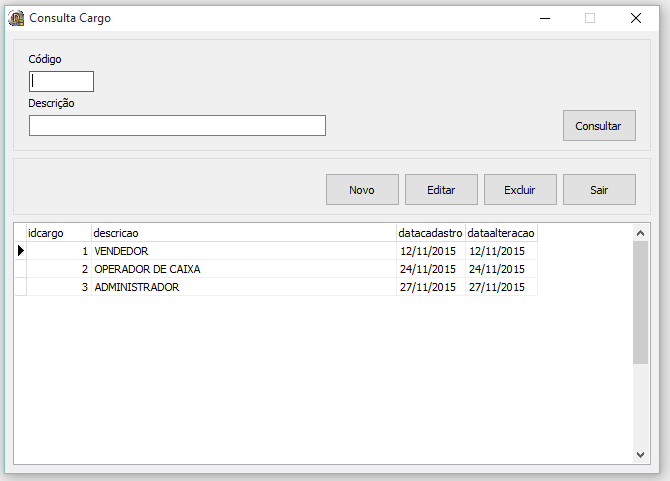 Consulta Cargo
Código
Descrição
Consultar
Novo Editar Excluir Sair
idcargo descricao datacadastro dataalteracao
1 VENDEDOR 12/11/2015 12/11/2015
2 OPERADOR DE CAIXA 24/11/2015 24/11/2015
3 ADMINISTRADOR 27/11/2015 27/11/2015